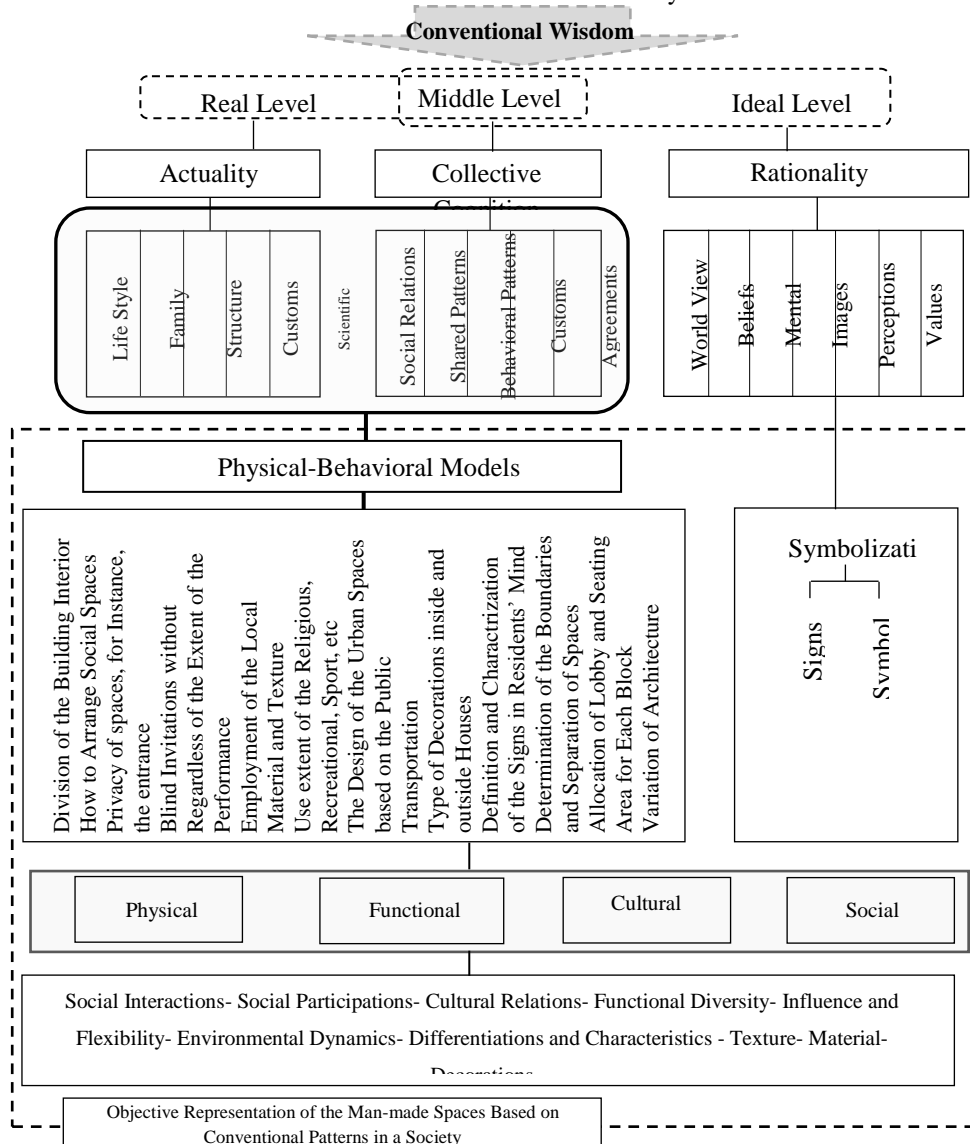 Conventional Wisdom
Real Level
Middle Level
Ideal Level
Actuality
Collective
Cognition
Rationality
Life Style
Family
Structure
Customs
Scientific
Social Relations
Shared Patterns
Behavioral Patterns
Customs
Agreements
World View
Beliefs
Mental
Images
Perceptions
Values
Physical-Behavioral Models
Division of the Building Interior
How to Arrange Social Spaces
Privacy of spaces, for Instance,
the entrance
Blind Invitations without
Regardless of the Extent of the
Performance
Employment of the Local
Material and Texture
Use extent of the Religious,
Recreational, Sport, etc
The Design of the Urban Spaces
based on the Public
Transportation
Type of Decorations inside and
outside Houses
Definition and Charactrization
of the Signs in Residents' Mind
Determination of the Boundaries
and Separation of Spaces
Allocation of Lobby and Seating
Area for Each Block
Variation of Architecture
Symbolizati
Signs
Symbol
Physical
Functional
Cultural
Social
Social Interactions- Social Participations- Cultural Relations- Functional Diversity- Influence and
Flexibility- Environmental Dynamics- Differentiations and Characteristics - Texture- Material-
Decorations
Objective Representation of the Man-made Spaces Based on
Conventional Patterns in a Society